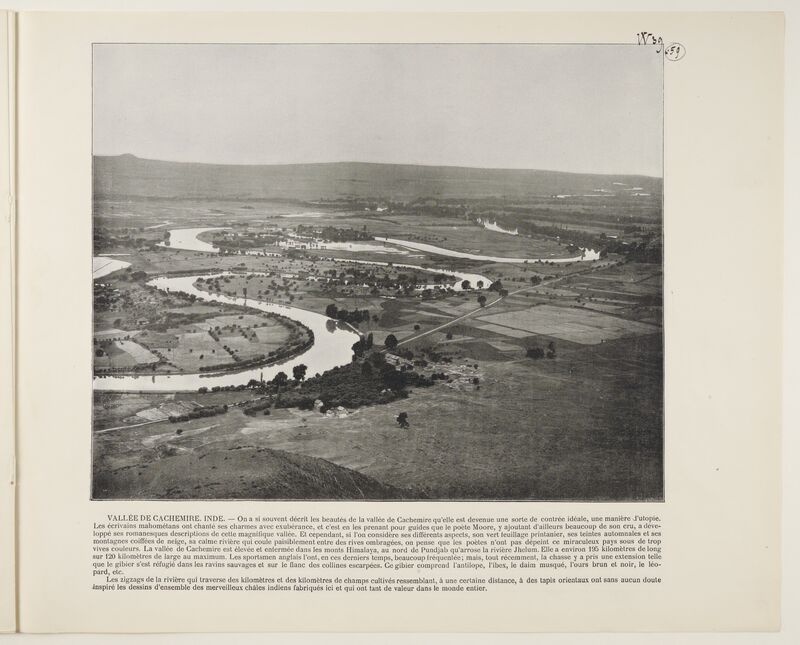 N 39
659
VALLÉE DE CACHEMIRE. INDE. — On a si souvent décrit les beautés de la vallée de Cachemire qu'elle est devenue une sorte de contrée idéale, une manière d'utopie.
Les écrivains mahométans ont chanté ses charmes avec exubérance, et c'est en les prenant pour guides que le poète Moore, y ajoutant d'ailleurs beaucoup de son cru, a déve-
loppé ses romanesques descriptions de cette magnifique vallée. Et cependant, si l'on considère ses différents aspects, son vert feuillage printanier, ses teintes automnales et ses
montagnes coiffées de neige, sa calme rivière qui coule paisiblement entre des rives ombragées, on pense que les poètes n'ont pas dépeint ce miraculeux pays sous de trop
vives couleurs. La vallée de Cachemire est élevée et enfermée dans les monts Himalaya, au nord de Pundjab qu'arrose la rivière Jhelum. Elle a environ 195 kilomètres de long
sur 120 kilomètres de large au maximum. Les sportsmen anglais l'ont, en ces derniers temps, beaucoup fréquentée; mais, tout récemment, la chasse y a pris une extension telle
que le gibier s'est réfugié dans les ravins sauvages et sur le flanc des collines escarpées. Ce gibier comprend l'antilope, l'ibex, le daim musqué, l'ours brun et noir, le léo-
pard, etc.
Les zigzags de la rivière qui traverse des kilomètres et des kilomètres de champs cultivés ressemblant, à une certaine distance, à des tapis orientaux ont sans aucun doute
inspiré les dessins d'ensemble des merveilleux châles indiens fabriqués ici et qui ont tant de valeur dans le monde entier.